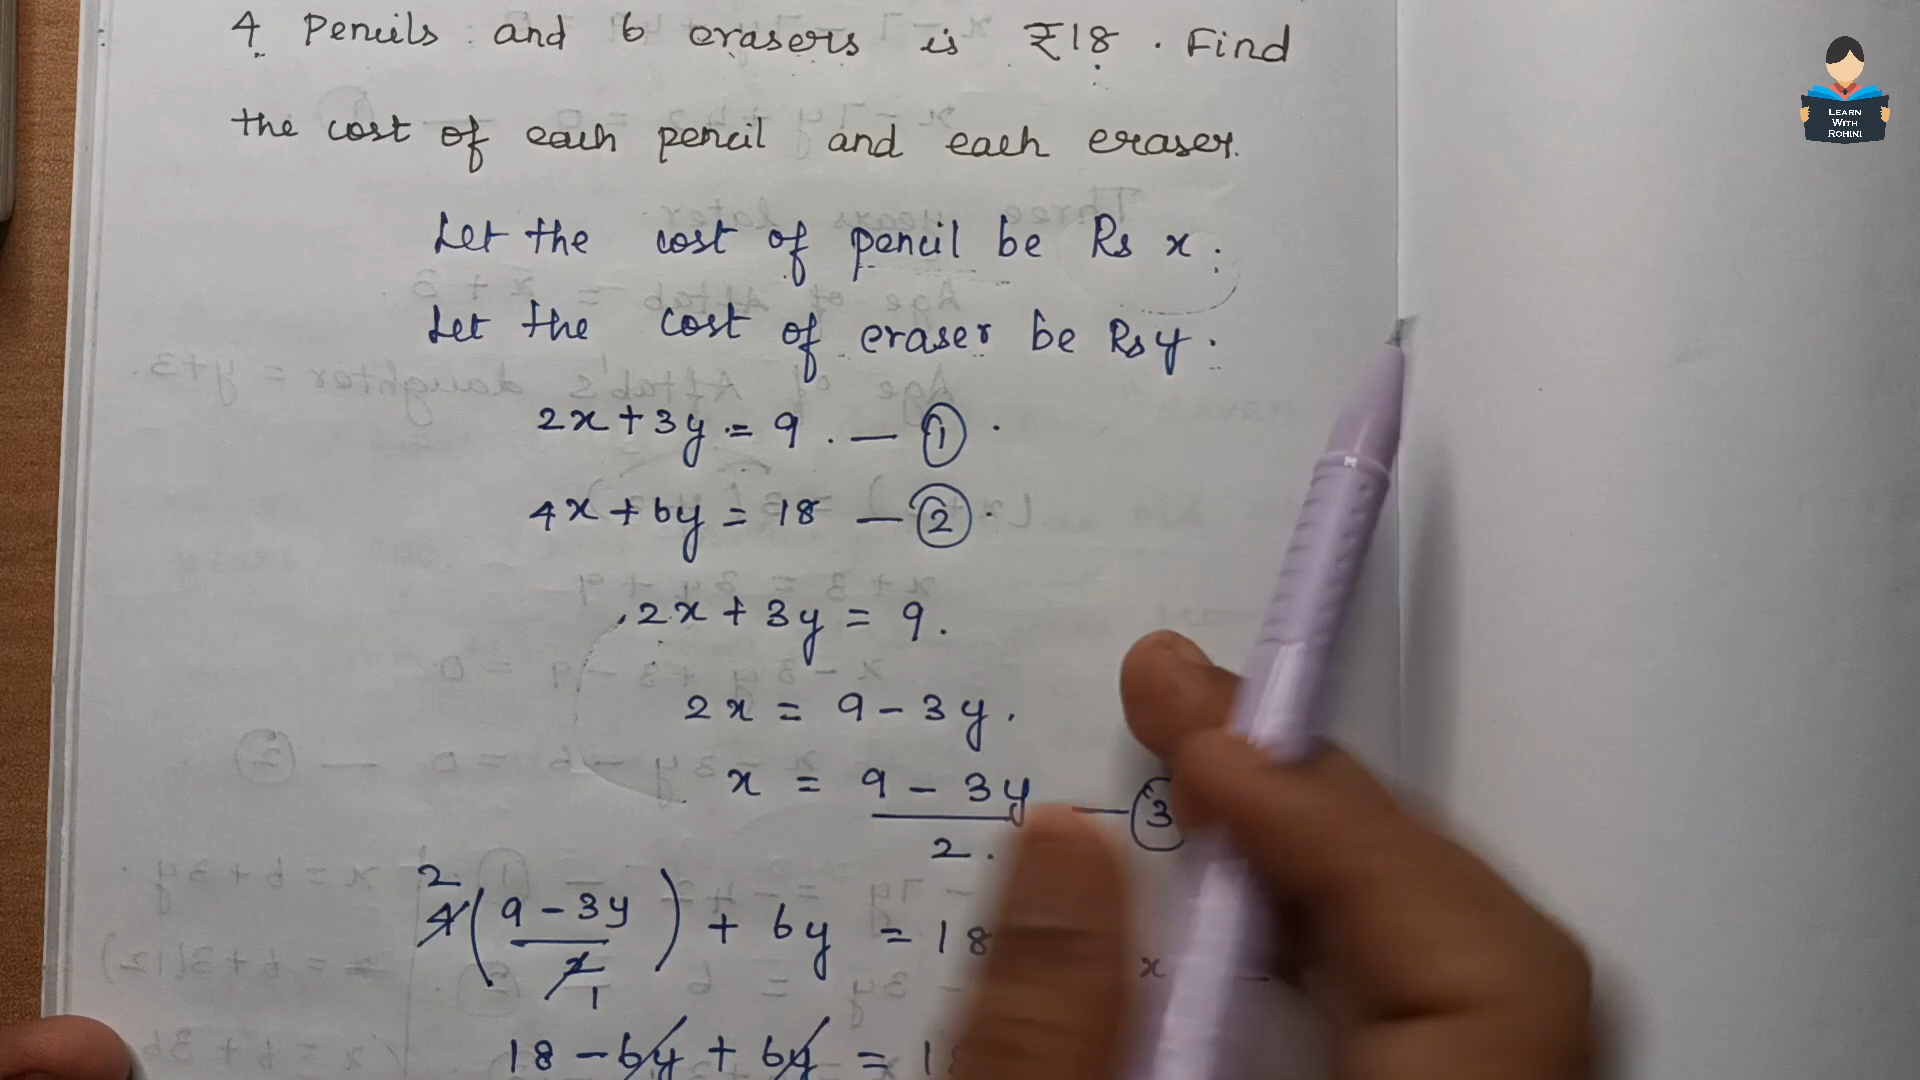 4 Pencils and 6 erasers is ₹18. Find
the cost of each pencil and each eraser.
Let the cost of pencil be Rs x.
Let the cost of eraser be Rs y.
2x + 3y = 9. — ①
4x + 6y = 18 — ②
2x + 3y = 9.
2x = 9 - 3y.
x = 9 - 3y — ③
2.
2
4 ( 9 - 3y ) + 6y = 18
2
1
x
18 - 6y + 6y = 18
LEARN
WITH
ROHINI